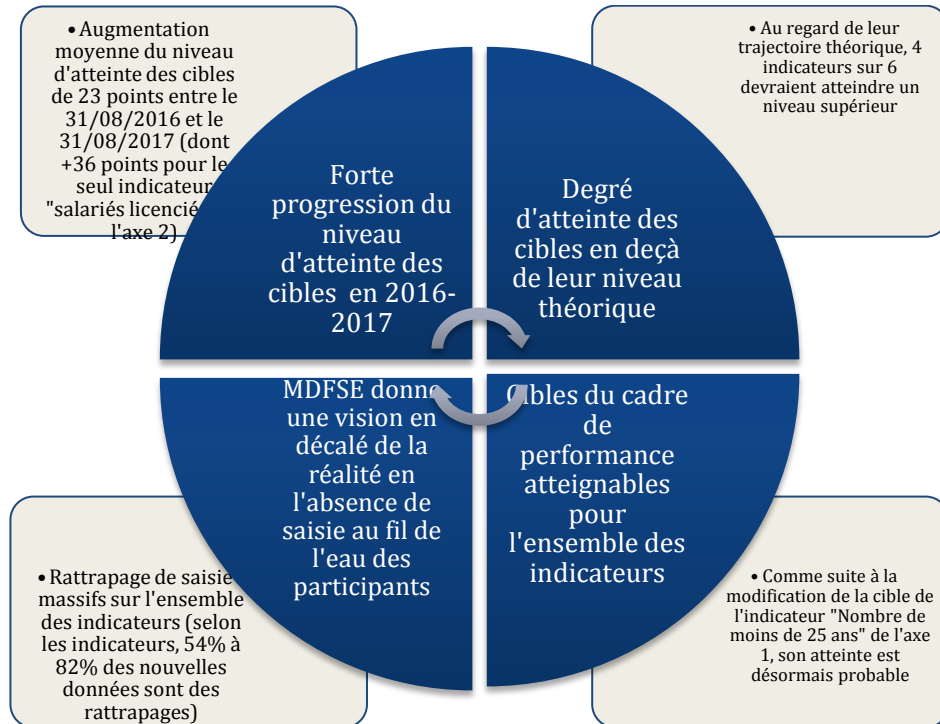 • Augmentation
moyenne du niveau
d'atteinte des cibles
de 23 points entre le
31/08/2016 et le
31/08/2017 (dont
+36 points pour le
seul indicateur
"salariés licencié
l'axe 2)
Forte
progression du
niveau
d'atteinte des
cibles en 2016-
2017
• Au regard de leur
trajectoire théorique, 4
indicateurs sur 6
devraient atteindre un
niveau supérieur
Degré
d'atteinte des
cibles en deçà
de leur niveau
théorique
MDFSE donne
une vision en
décalé de la
réalité en
l'absence de
saisie au fil de
l'eau des
participants
• Rattrapage de saisie
massifs sur l'ensemble
des indicateurs (selon
les indicateurs, 54% à
82% des nouvelles
données sont des
rattrapages)
Cibles du cadre
de
performance
atteignables
pour
l'ensemble des
indicateurs
• Comme suite à la
modification de la cible de
l'indicateur "Nombre de
moins de 25 ans" de l'axe
1, son atteinte est
désormais probable